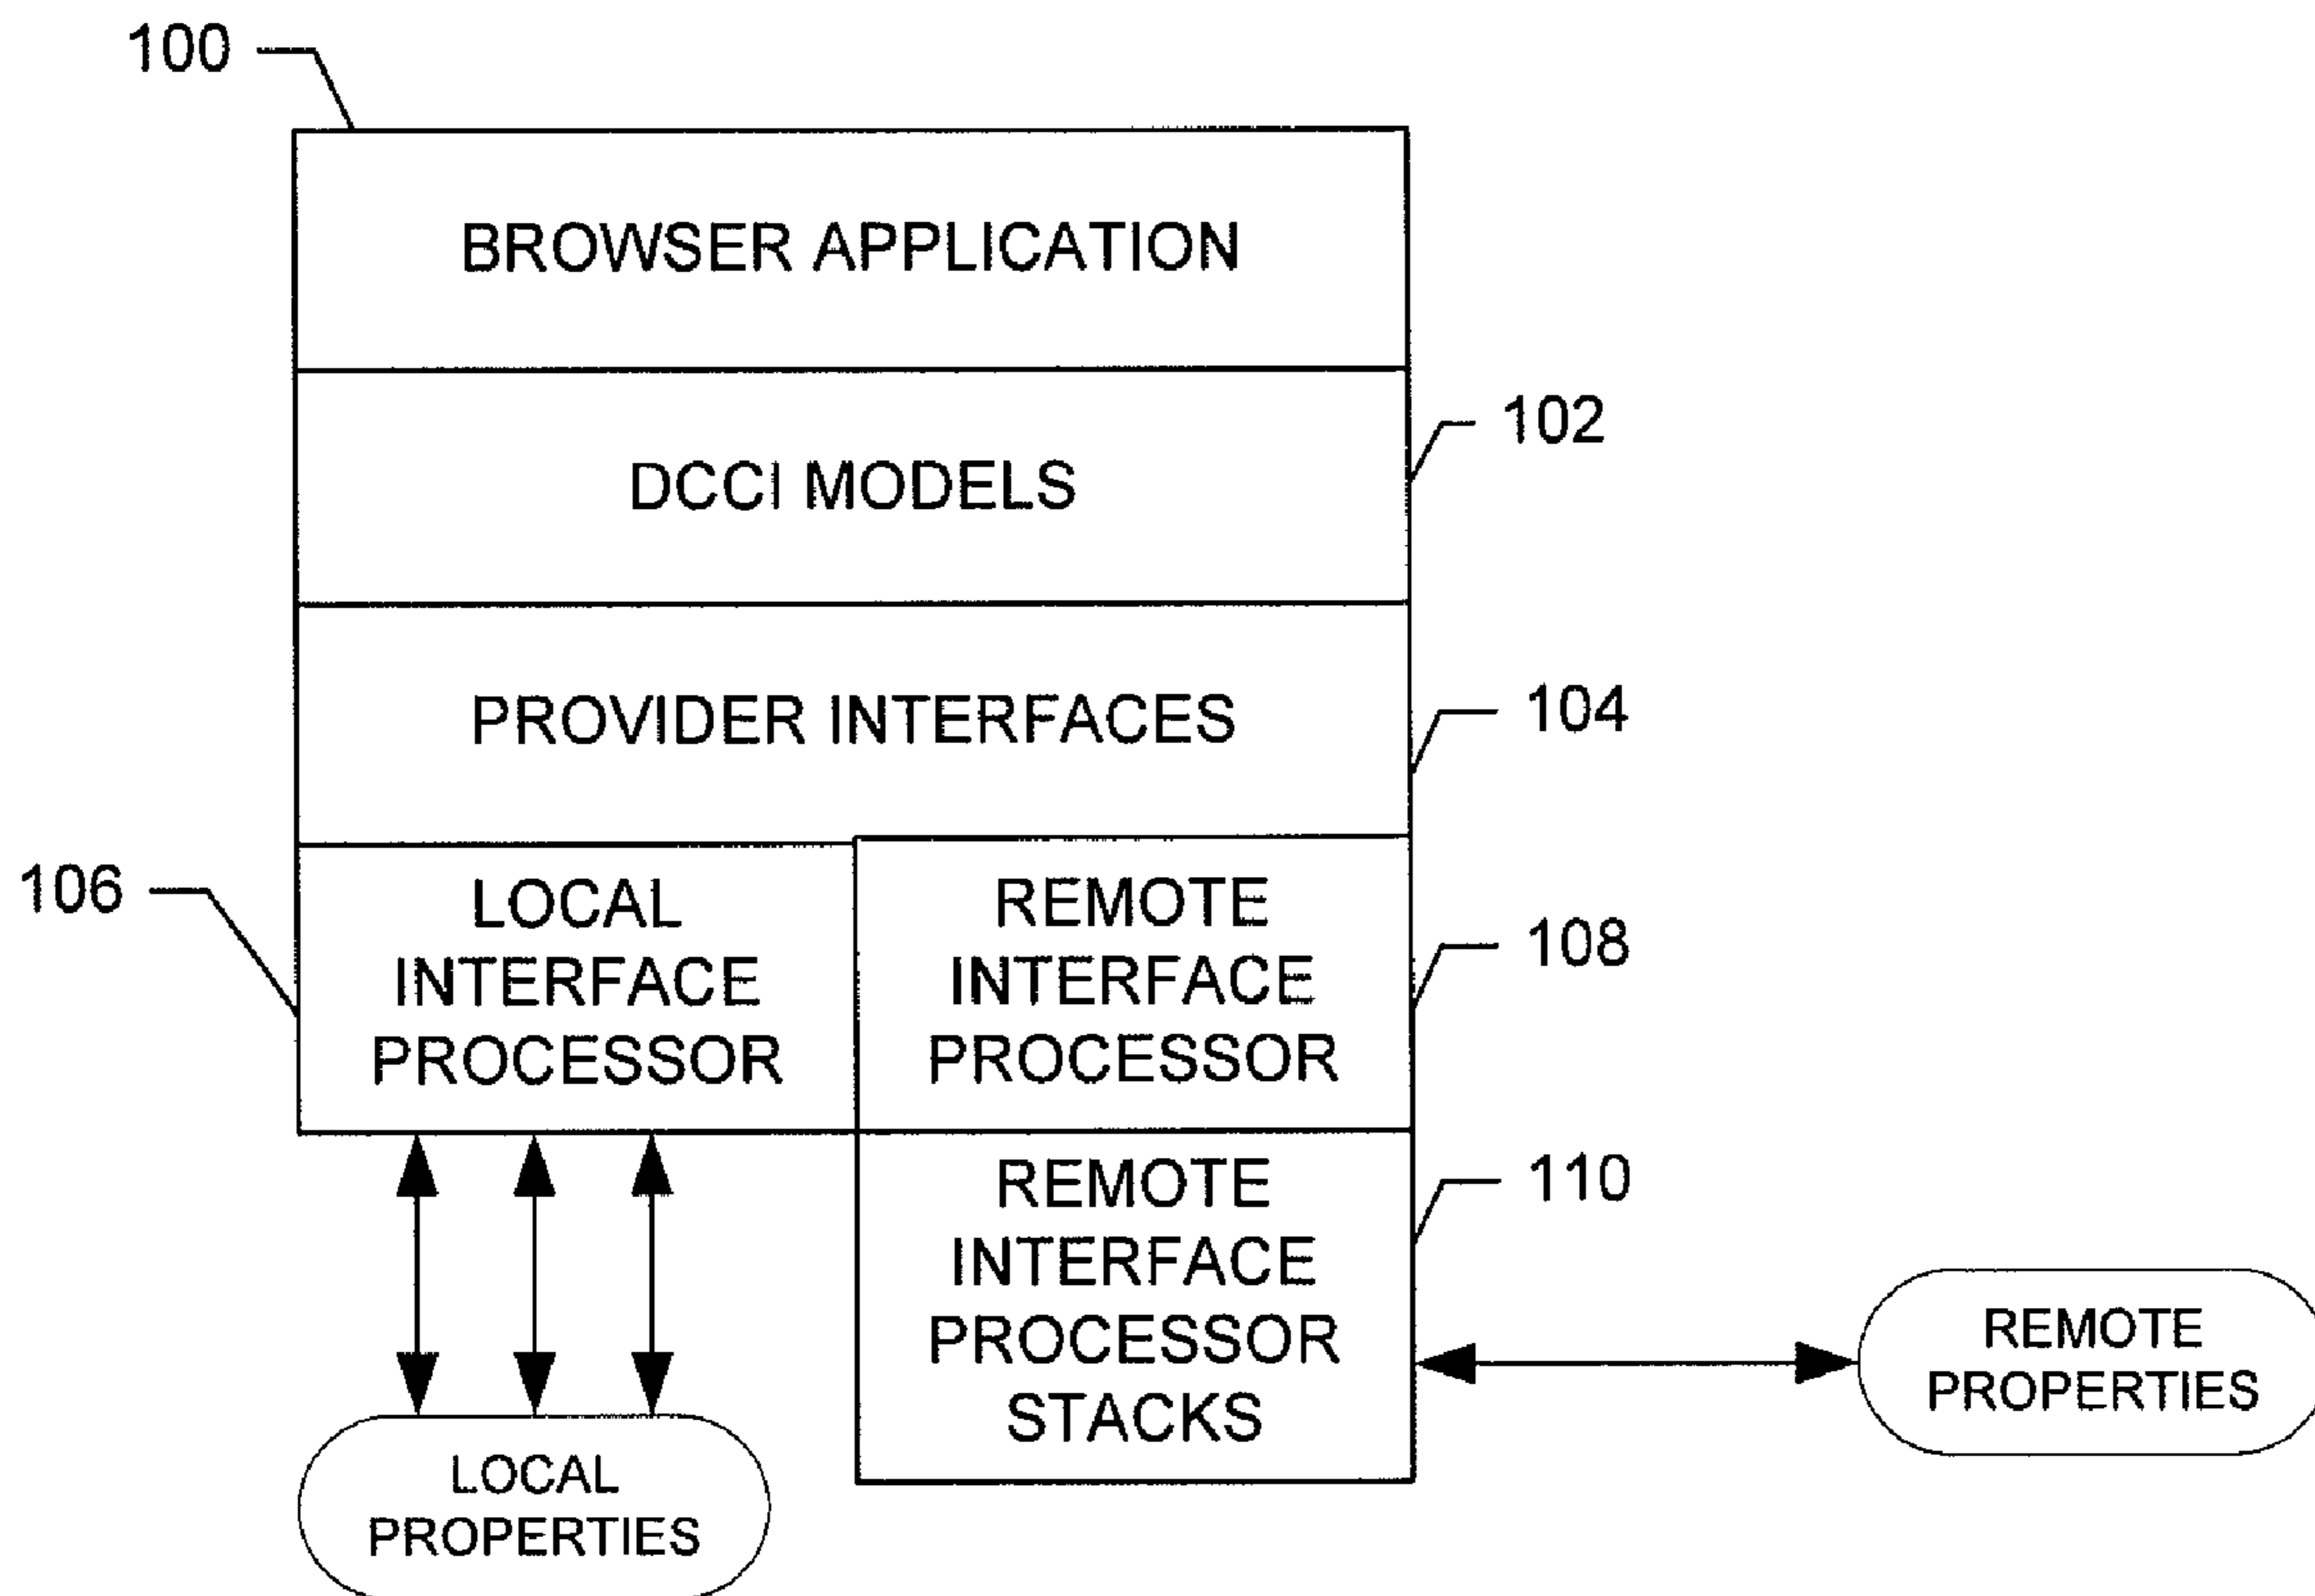 100
BROWSER APPLICATION
102
DCCI MODELS
PROVIDER INTERFACES
104
106
LOCAL
INTERFACE
PROCESSOR
REMOTE
INTERFACE
PROCESSOR
108
REMOTE
INTERFACE
PROCESSOR
STACKS
110
REMOTE
PROPERTIES
LOCAL
PROPERTIES